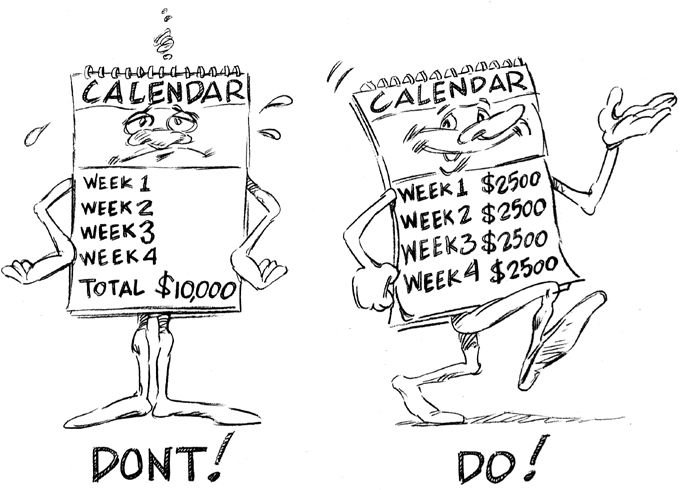 CALENDAR
WEEK 1
WEEK 2
WEEK 3
WEEK 4
TOTAL $10,000
DONT!
CALENDAR
WEEK 1 $2500
WEEK 2 $2500
WEEK 3 $2500
WEEK 4 $2500
DO!